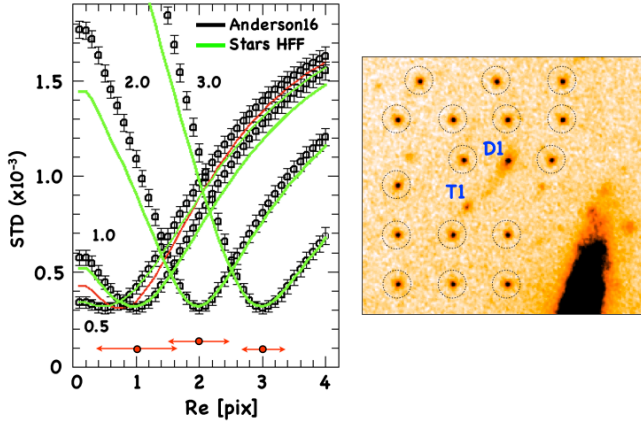 Anderson16
Stars HFF
2.0
3.0
1.0
0.5
STD (x10⁻³)
1.5
1.0
0.5
0
0 1 2 3 4
Re [pix]
D1
T1